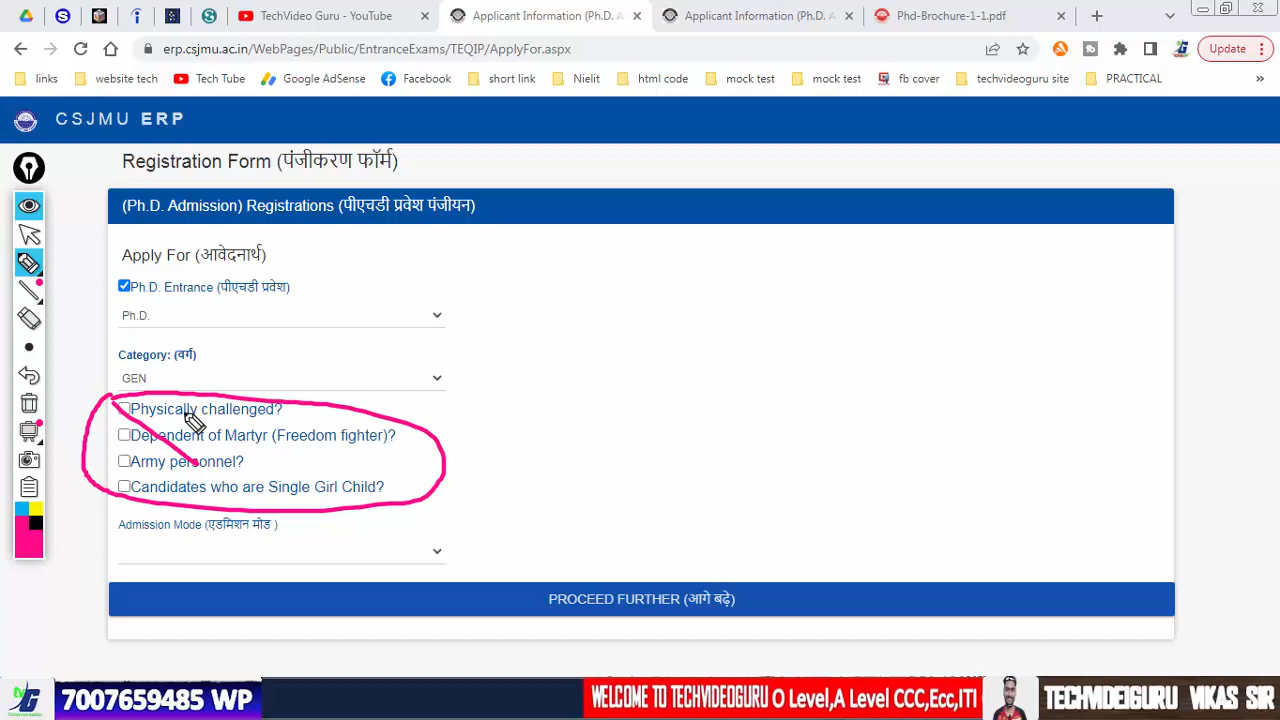 TechVideo Guru - YouTube
Applicant Information (Ph.D. A
Applicant Information (Ph.D. A
Phd-Brochure-1-1.pdf
erp.csjmu.ac.in/WebPages/Public/EntranceExams/TEQIP/ApplyFor.aspx
Update
links
website tech
Tech Tube
Google AdSense
Facebook
short link
Nielit
html code
mock test
mock test
fb cover
techvideoguru site
PRACTICAL
CSJMU ERP
Registration Form (पंजीकरण फॉर्म)
(Ph.D. Admission) Registrations (पीएचडी प्रवेश पंजीयन)
Apply For (आवेदनार्थ)
Ph.D. Entrance (पीएचडी प्रवेश)
Ph.D.
Category: (वर्ग)
GEN
Physically challenged?
Dependent of Martyr (Freedom fighter)?
Army personnel?
Candidates who are Single Girl Child?
Admission Mode (एडमिशन मोड )
PROCEED FURTHER (आगे बढ़े)
7007659485 WP
WELCOME TO TECHVIDEOGURU O Level,A Level CCC,Ecc,ITI
TECHVIDEIGURU VIKAS SIR